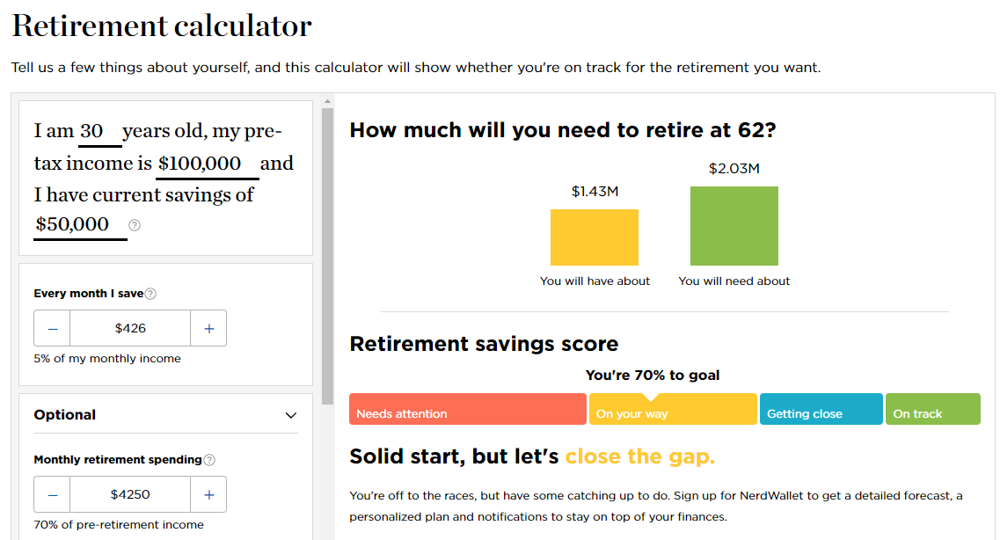 Retirement calculator
Tell us a few things about yourself, and this calculator will show whether you're on track for the retirement you want.
I am 30 years old, my pre-
tax income is $100,000 and
I have current savings of
$50,000 ?
Every month I save ?
– $426 +
5% of my monthly income
Optional
Monthly retirement spending ?
– $4250 +
70% of pre-retirement income
How much will you need to retire at 62?
$2.03M
$1.43M
You will have about You will need about
Retirement savings score
You're 70% to goal
Needs attention On your way Getting close On track
Solid start, but let's close the gap.
You’re off to the races, but have some catching up to do. Sign up for NerdWallet to get a detailed forecast, a
personalized plan and notifications to stay on top of your finances.